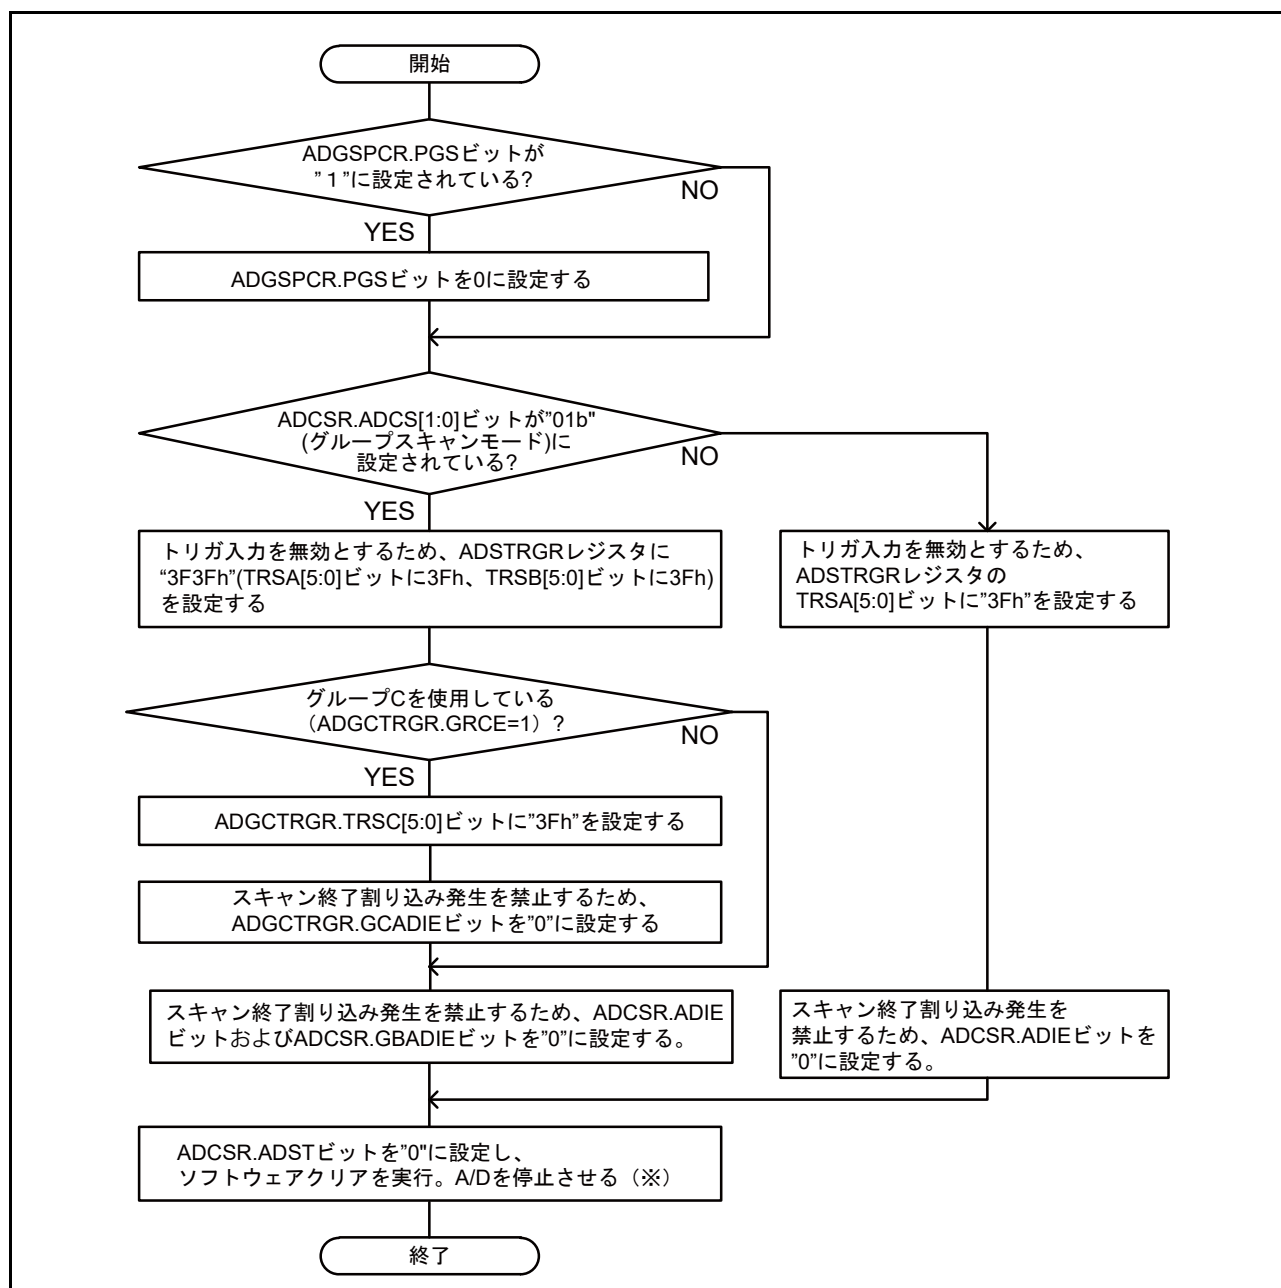 開始
ADGSPCR.PGSビットが
”１”に設定されている?
NO
YES
ADGSPCR.PGSビットを0に設定する
ADCSR.ADCS[1:0]ビットが”01b"
(グループスキャンモード)に
設定されている?
NO
YES
トリガ入力を無効とするため、ADSTRGRレジスタに
“3F3Fh”(TRSA[5:0]ビットに3Fh、TRSB[5:0]ビットに3Fh)
を設定する
トリガ入力を無効とするため、
ADSTRGRレジスタの
TRSA[5:0]ビットに”3Fh”を設定する
グループCを使用している
（ADGCTRGR.GRCE=1）?
NO
YES
ADGCTRGR.TRSC[5:0]ビットに”3Fh”を設定する
スキャン終了割り込み発生を禁止するため、
ADGCTRGR.GCADIEビットを”0”に設定する
スキャン終了割り込み発生を禁止するため、ADCSR.ADIE
ビットおよびADCSR.GBADIEビットを”0”に設定する。
スキャン終了割り込み発生を
禁止するため、ADCSR.ADIEビットを
”0”に設定する。
ADCSR.ADSTビットを”0"に設定し、
ソフトウェアクリアを実行。A/Dを停止させる（※）
終了